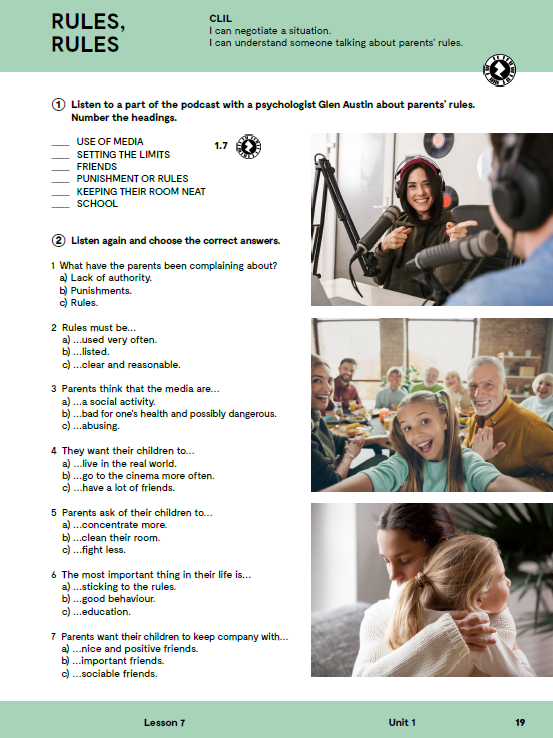 RULES,
RULES
CLIL
I can negotiate a situation.
I can understand someone talking about parents' rules.
1 Listen to a part of the podcast with a psychologist Glen Austin about parents' rules.
Number the headings.
____ USE OF MEDIA
____ SETTING THE LIMITS
____ FRIENDS
____ PUNISHMENT OR RULES
____ KEEPING THEIR ROOM NEAT
____ SCHOOL
1.7
2 Listen again and choose the correct answers.
1 What have the parents been complaining about?
a) Lack of authority.
b) Punishments.
c) Rules.
2 Rules must be...
a) ...used very often.
b) ...listed.
c) ...clear and reasonable.
3 Parents think that the media are...
a) ...a social activity.
b) ...bad for one's health and possibly dangerous.
c) ...abusing.
4 They want their children to...
a) ...live in the real world.
b) ...go to the cinema more often.
c) ...have a lot of friends.
5 Parents ask of their children to...
a) ...concentrate more.
b) ...clean their room.
c) ...fight less.
6 The most important thing in their life is...
a) ...sticking to the rules.
b) ...good behaviour.
c) ...education.
7 Parents want their children to keep company with...
a) ...nice and positive friends.
b) ...important friends.
c) ...sociable friends.
Lesson 7
Unit 1
19